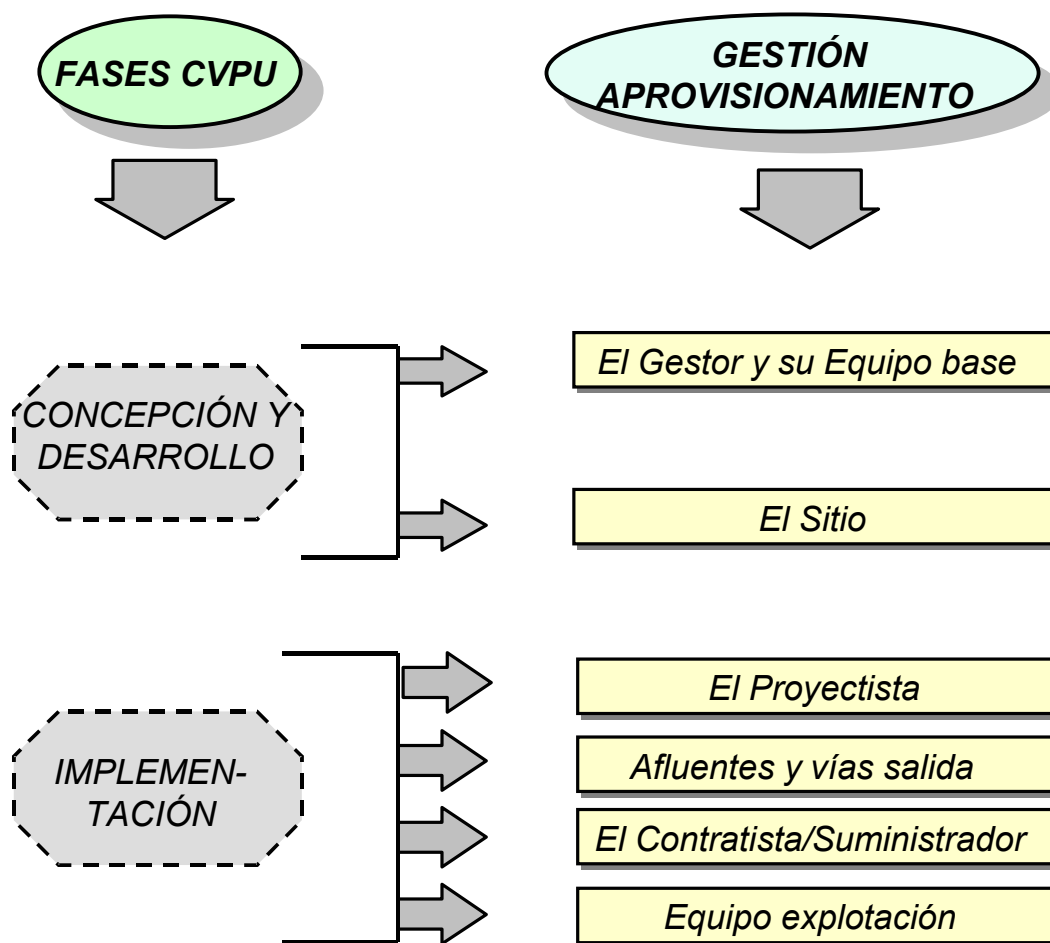 FASES CVPU
GESTIÓN
APROVISIONAMIENTO
CONCEPCIÓN Y
DESARROLLO
El Gestor y su Equipo base
El Sitio
IMPLEMEN-
TACIÓN
El Proyectista
Afluentes y vías salida
El Contratista/Suministrador
Equipo explotación